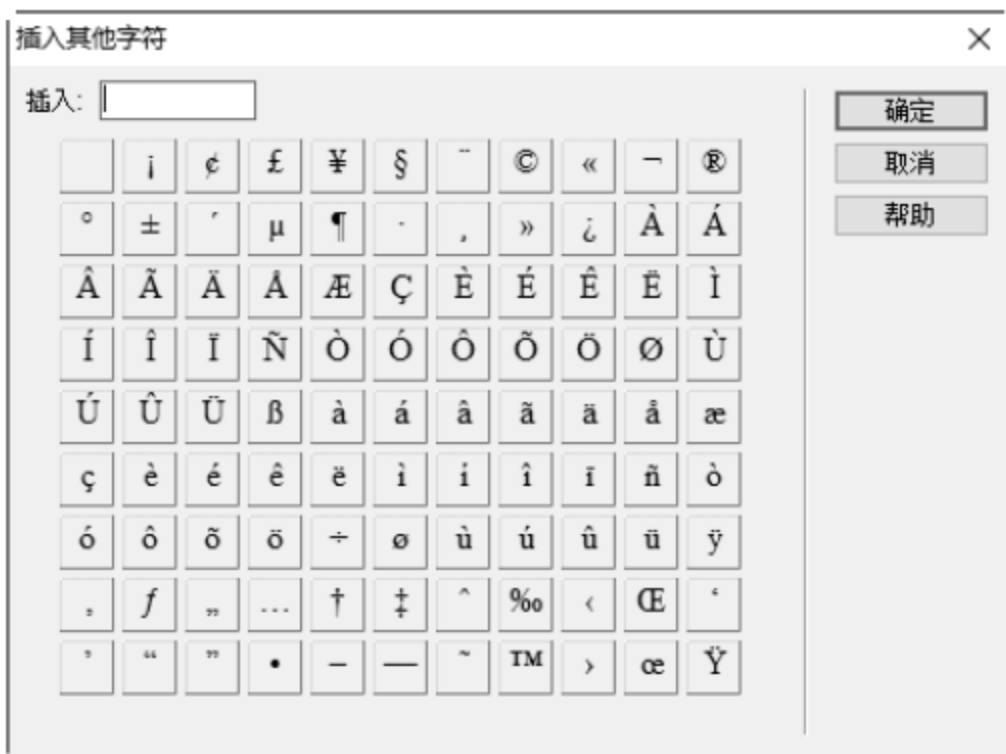 插入其他字符
插入:
确定
取消
帮助
¡ ¢ £ ¥ § ¨ © « ¬ ®
° ± ´ µ ¶ · ¸ » ¿ À Á
Â Ã Ä Å Æ Ç È É Ê Ë Ì
Í Î Ï Ñ Ò Ó Ô Õ Ö Ø Ù
Ú Û Ü ß à á â ã ä å æ
ç è é ê ë ì í î ï ñ ò
ó ô õ ö ÷ ø ù ú û ü ÿ
‚ ƒ „ … † ‡ ˆ ‰ ‹ Œ ‘
’ “ ” • – — ˜ ™ › œ Ÿ